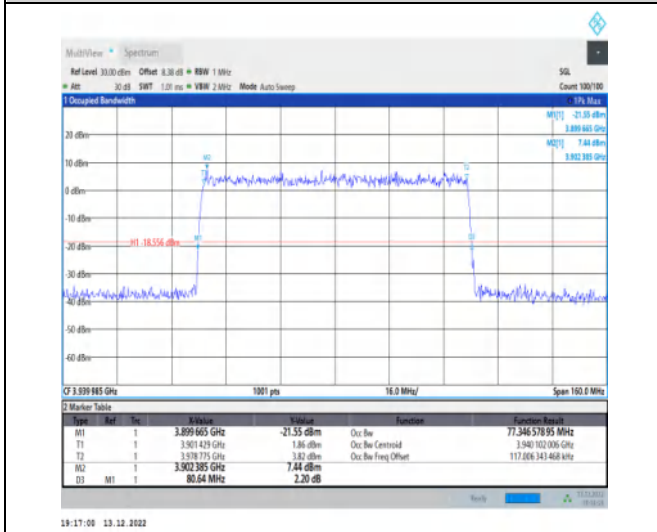 MultiView Spectrum
Ref Level 30.00 dBm Offset 8.38 dB RBW 1 MHz SGL
Att 30 dB SWT 1.01 ms VBW 2 MHz Mode Auto Sweep Count 100/100
1 Occupied Bandwidth 1Pk Max
M1[1] -21.55 dBm
3.899 665 GHz
M2[1] 7.44 dBm
3.902 385 GHz
20 dBm
M2
10 dBm
T1
T2
0 dBm
-10 dBm
H1 -18.556 dBm
M1
D3
-20 dBm
-30 dBm
-40 dBm
-50 dBm
-60 dBm
CF 3.939 985 GHz 1001 pts 16.0 MHz/ Span 160.0 MHz
2 Marker Table
Type Ref Trc X-Value Y-Value Function Function Result
M1 1 3.899 665 GHz -21.55 dBm Occ Bw 77.346 578 95 MHz
T1 1 3.901 429 GHz 1.86 dBm Occ Bw Centroid 3.940 102 006 GHz
T2 1 3.978 775 GHz 3.82 dBm Occ Bw Freq Offset 117.006 343 468 kHz
M2 1 3.902 385 GHz 7.44 dBm
D3 M1 1 80.64 MHz 2.20 dB
Ready 13.12.2022
19:17:00 13.12.2022